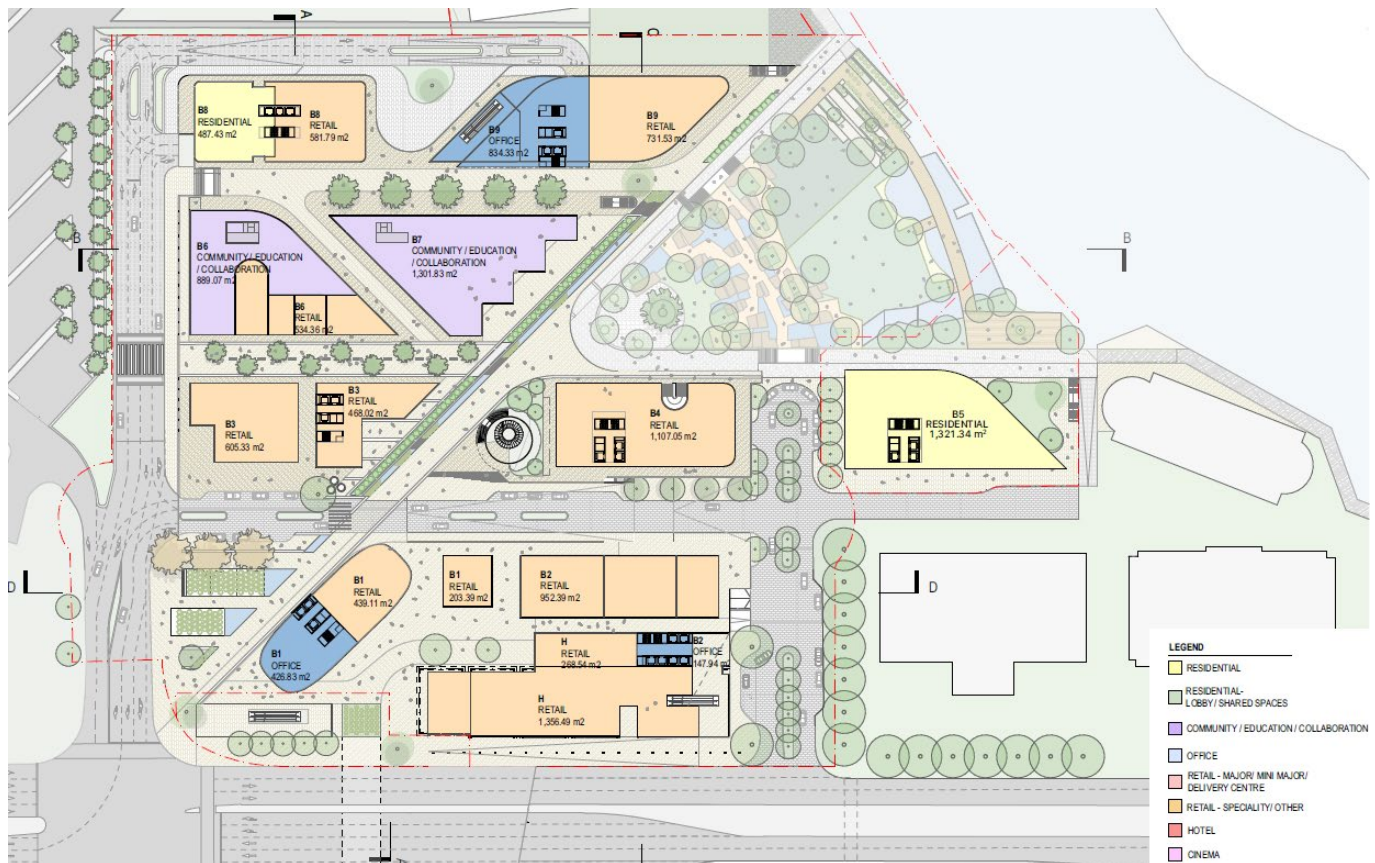 A
C
B8
RESIDENTIAL
487.43 m2
B8
RETAIL
581.79 m2
B9
OFFICE
834.33 m2
B9
RETAIL
731.53 m2
B
B
B6
COMMUNITY / EDUCATION
/ COLLABORATION
889.07 m2
B7
COMMUNITY / EDUCATION
/ COLLABORATION
1,301.83 m2
B6
RETAIL
534.36 m2
B3
RETAIL
605.33 m2
B3
RETAIL
468.02 m2
B4
RETAIL
1,107.05 m2
B5
RESIDENTIAL
1,321.34 m²
D
D
B1
RETAIL
439.11 m2
B1
RETAIL
203.39 m2
B2
RETAIL
952.39 m2
B1
OFFICE
426.83 m2
H
RETAIL
268.54 m2
B2
OFFICE
147.94 m2
H
RETAIL
1,356.49 m2
A
LEGEND
RESIDENTIAL
RESIDENTIAL-
LOBBY / SHARED SPACES
COMMUNITY / EDUCATION / COLLABORATION
OFFICE
RETAIL - MAJOR/ MINI MAJOR/
DELIVERY CENTRE
RETAIL - SPECIALITY/ OTHER
HOTEL
CINEMA